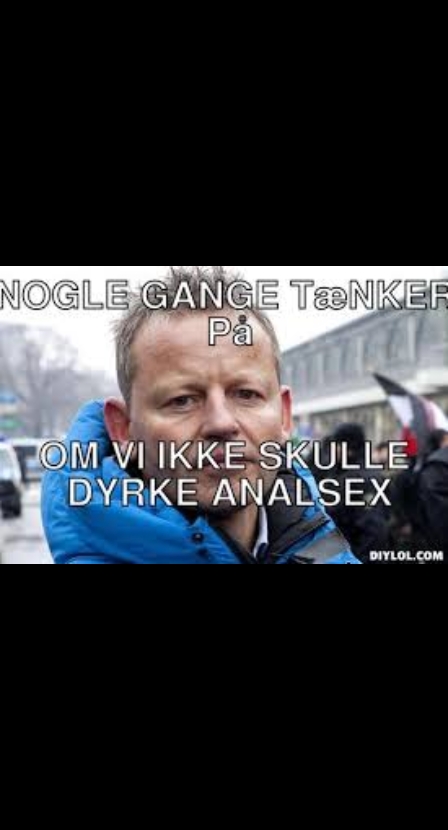 NOGLE GANGE TæNKER
På
OM VI IKKE SKULLE
DYRKE ANALSEX
DIYLOL.COM